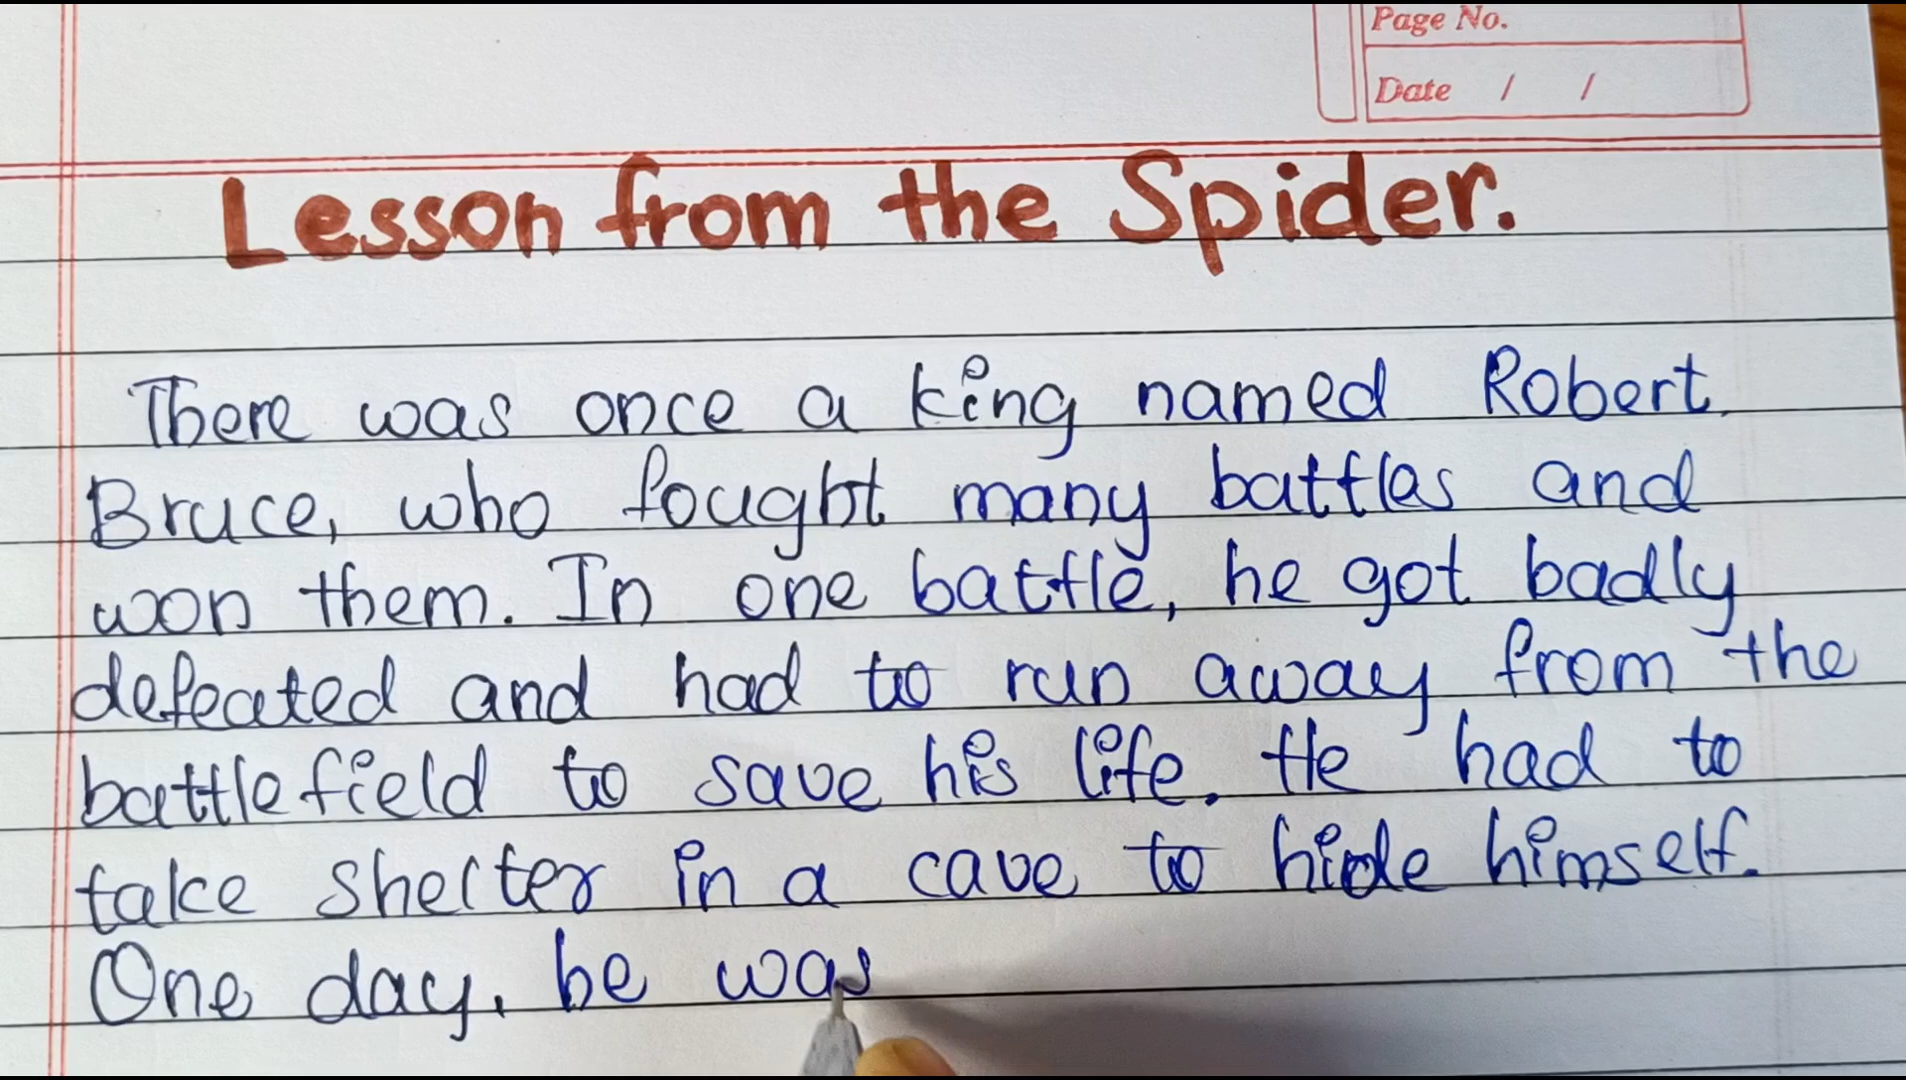 Page No.
Date / /
Lesson from the Spider.
There was once a king named Robert
Bruce, who fought many battles and
won them. In one battle, he got badly
defeated and had to run away from the
battlefield to save his life. He had to
take shelter in a cave to hide himself.
One day, he was